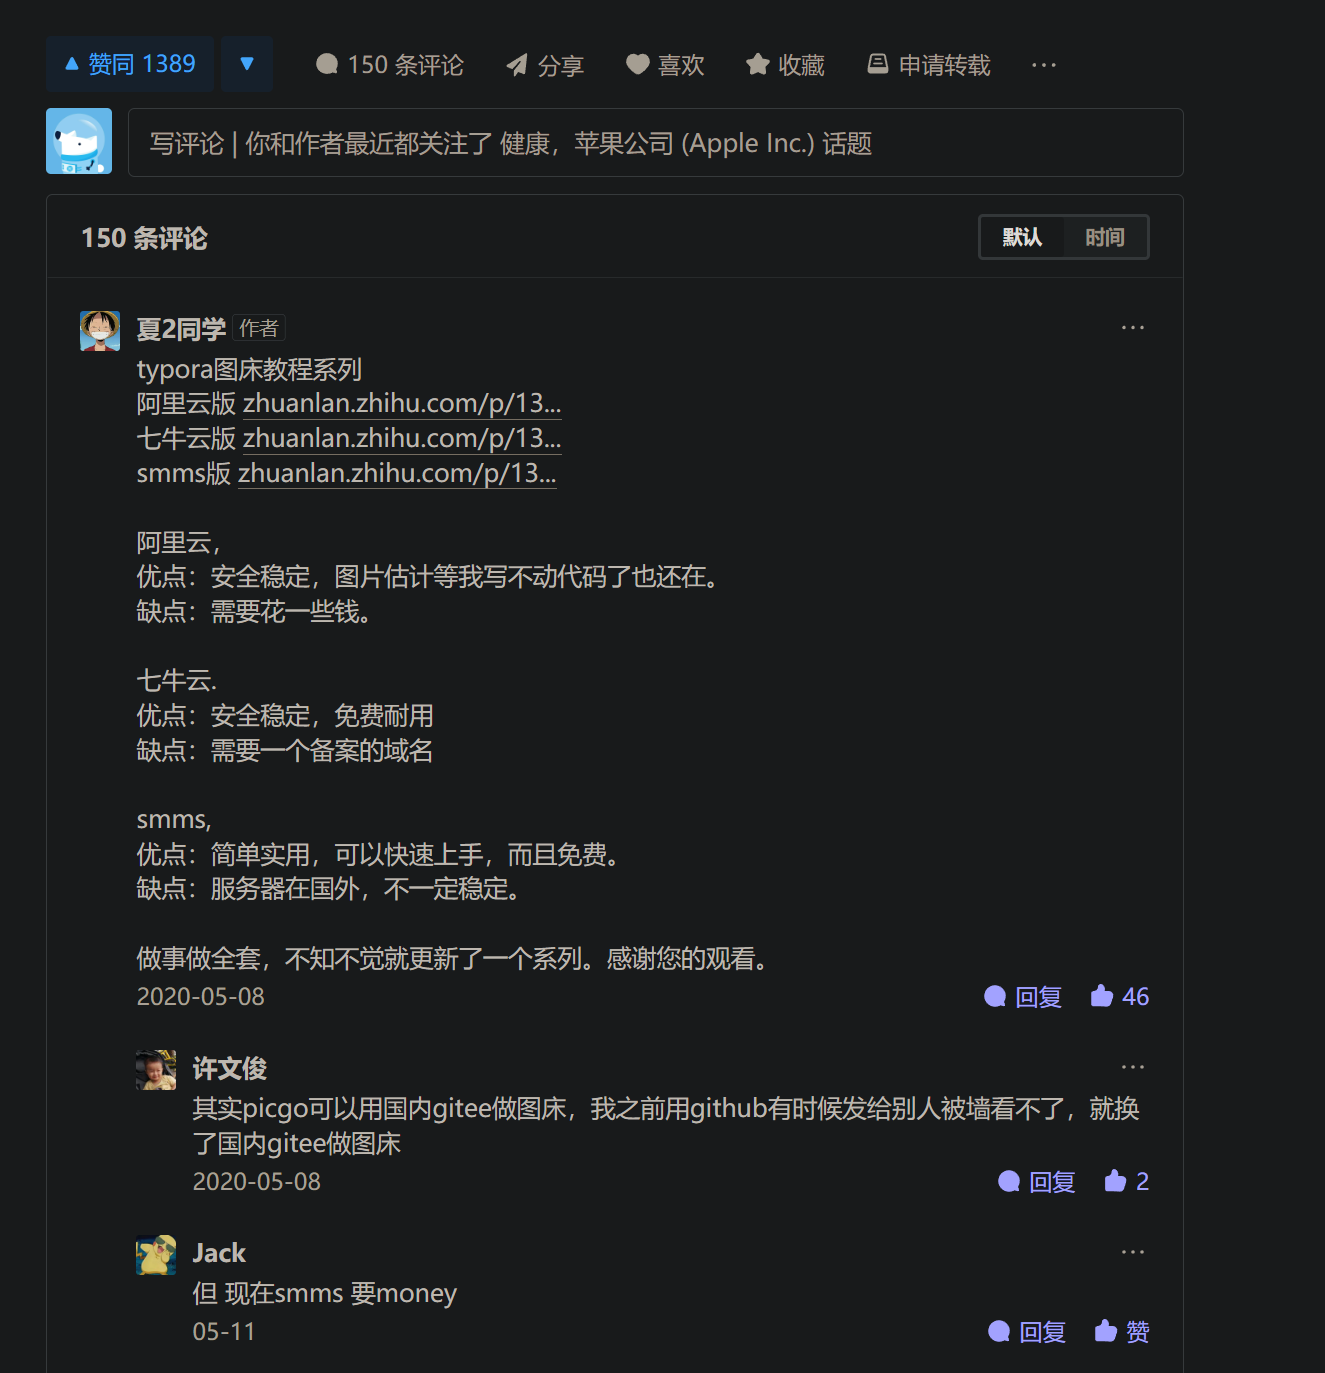 赞同 1389
150 条评论
分享
喜欢
收藏
申请转载
写评论 | 你和作者最近都关注了 健康，苹果公司 (Apple Inc.) 话题
150 条评论
默认
时间
夏2同学 作者
typora图床教程系列
阿里云版 zhuanlan.zhihu.com/p/13...
七牛云版 zhuanlan.zhihu.com/p/13...
smms版 zhuanlan.zhihu.com/p/13...
阿里云，
优点：安全稳定，图片估计等我写不动代码了也还在。
缺点：需要花一些钱。
七牛云.
优点：安全稳定，免费耐用
缺点：需要一个备案的域名
smms,
优点：简单实用，可以快速上手，而且免费。
缺点：服务器在国外，不一定稳定。
做事做全套，不知不觉就更新了一个系列。感谢您的观看。
2020-05-08
回复
46
许文俊
其实picgo可以用国内gitee做图床，我之前用github有时候发给别人被墙看不了，就换
了国内gitee做图床
2020-05-08
回复
2
Jack
但 现在smms 要money
05-11
回复
赞